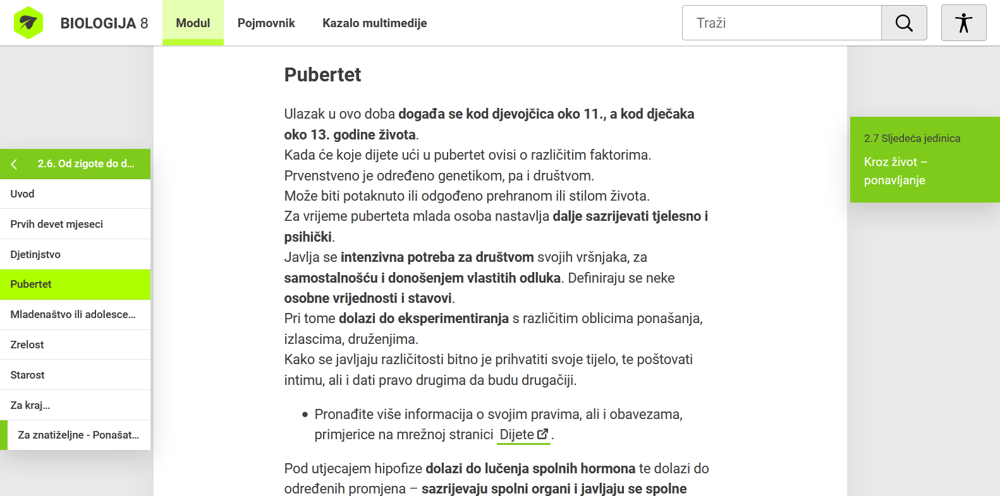 BIOLOGIJA 8
Modul
Pojmovnik
Kazalo multimedije
Traži
2.6. Od zigote do d...
Uvod
Prvih devet mjeseci
Djetinjstvo
Pubertet
Mladenaštvo ili adolesce...
Zrelost
Starost
Za kraj...
Za znatiželjne - Ponašat...
Pubertet
Ulazak u ovo doba događa se kod djevojčica oko 11., a kod dječaka
oko 13. godine života.
Kada će koje dijete ući u pubertet ovisi o različitim faktorima.
Prvenstveno je određeno genetikom, pa i društvom.
Može biti potaknuto ili odgođeno prehranom ili stilom života.
Za vrijeme puberteta mlada osoba nastavlja dalje sazrijevati tjelesno i
psihički.
Javlja se intenzivna potreba za društvom svojih vršnjaka, za
samostalnošću i donošenjem vlastitih odluka. Definiraju se neke
osobne vrijednosti i stavovi.
Pri tome dolazi do eksperimentiranja s različitim oblicima ponašanja,
izlascima, druženjima.
Kako se javljaju različitosti bitno je prihvatiti svoje tijelo, te poštovati
intimu, ali i dati pravo drugima da budu drugačiji.
• Pronađite više informacija o svojim pravima, ali i obavezama,
primjerice na mrežnoj stranici Dijete.
Pod utjecajem hipofize dolazi do lučenja spolnih hormona te dolazi do
određenih promjena – sazrijevaju spolni organi i javljaju se spolne
2.7 Sljedeća jedinica
Kroz život –
ponavljanje